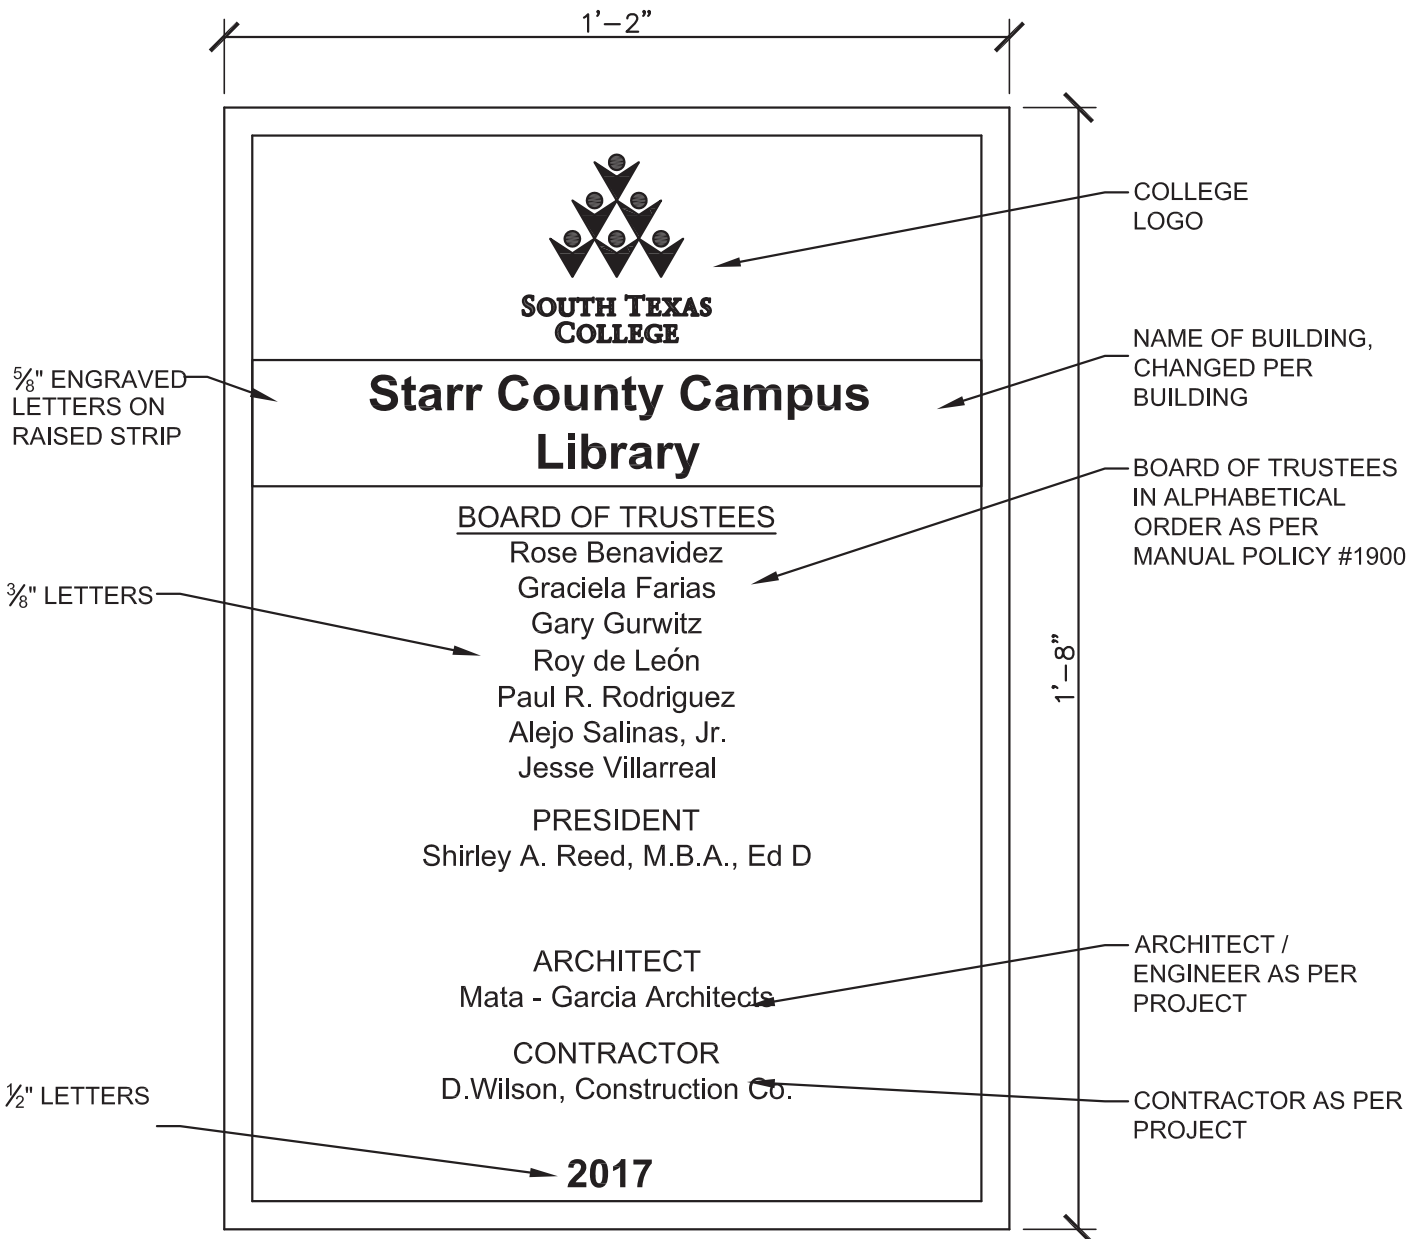 1'-2"
SOUTH TEXAS
COLLEGE
Starr County Campus
Library
BOARD OF TRUSTEES
Rose Benavidez
Graciela Farias
Gary Gurwitz
Roy de León
Paul R. Rodriguez
Alejo Salinas, Jr.
Jesse Villarreal
PRESIDENT
Shirley A. Reed, M.B.A., Ed D
ARCHITECT
Mata - Garcia Architects
CONTRACTOR
D.Wilson, Construction Co.
2017
⅝" ENGRAVED
LETTERS ON
RAISED STRIP
⅜" LETTERS
½" LETTERS
COLLEGE
LOGO
NAME OF BUILDING,
CHANGED PER
BUILDING
BOARD OF TRUSTEES
IN ALPHABETICAL
ORDER AS PER
MANUAL POLICY #1900
1'-8"
ARCHITECT /
ENGINEER AS PER
PROJECT
CONTRACTOR AS PER
PROJECT